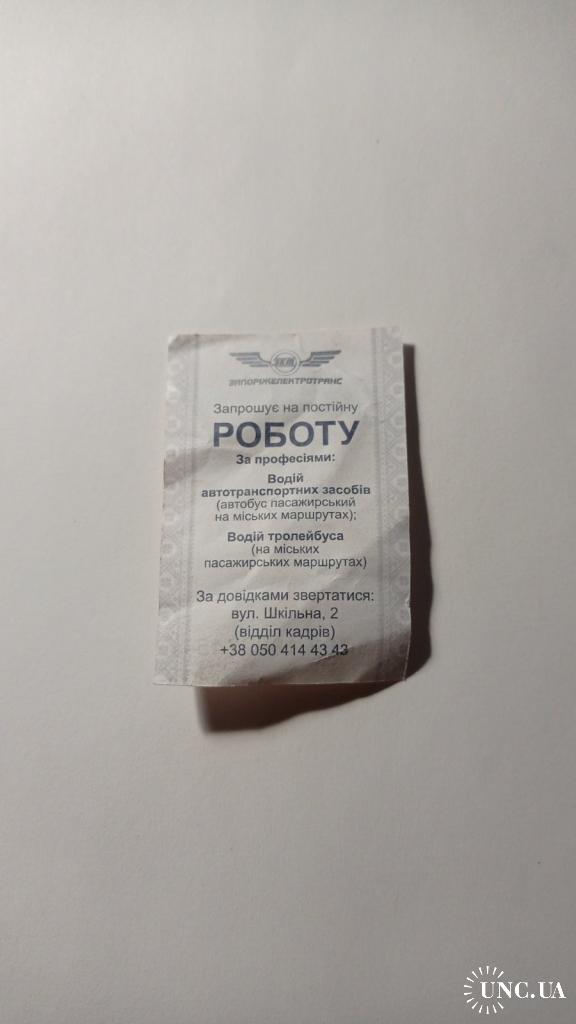 ЗКМ
ЗАПОРІЖЕЛЕКТРОТРАНС
Запрошує на постійну
РОБОТУ
За професіями:
Водій
автотранспортних засобів
(автобус пасажирський
на міських маршрутах);
Водій тролейбуса
(на міських
пасажирських маршрутах)
За довідками звертатися:
вул. Шкільна, 2
(відділ кадрів)
+38 050 414 43 43
UNC.UA